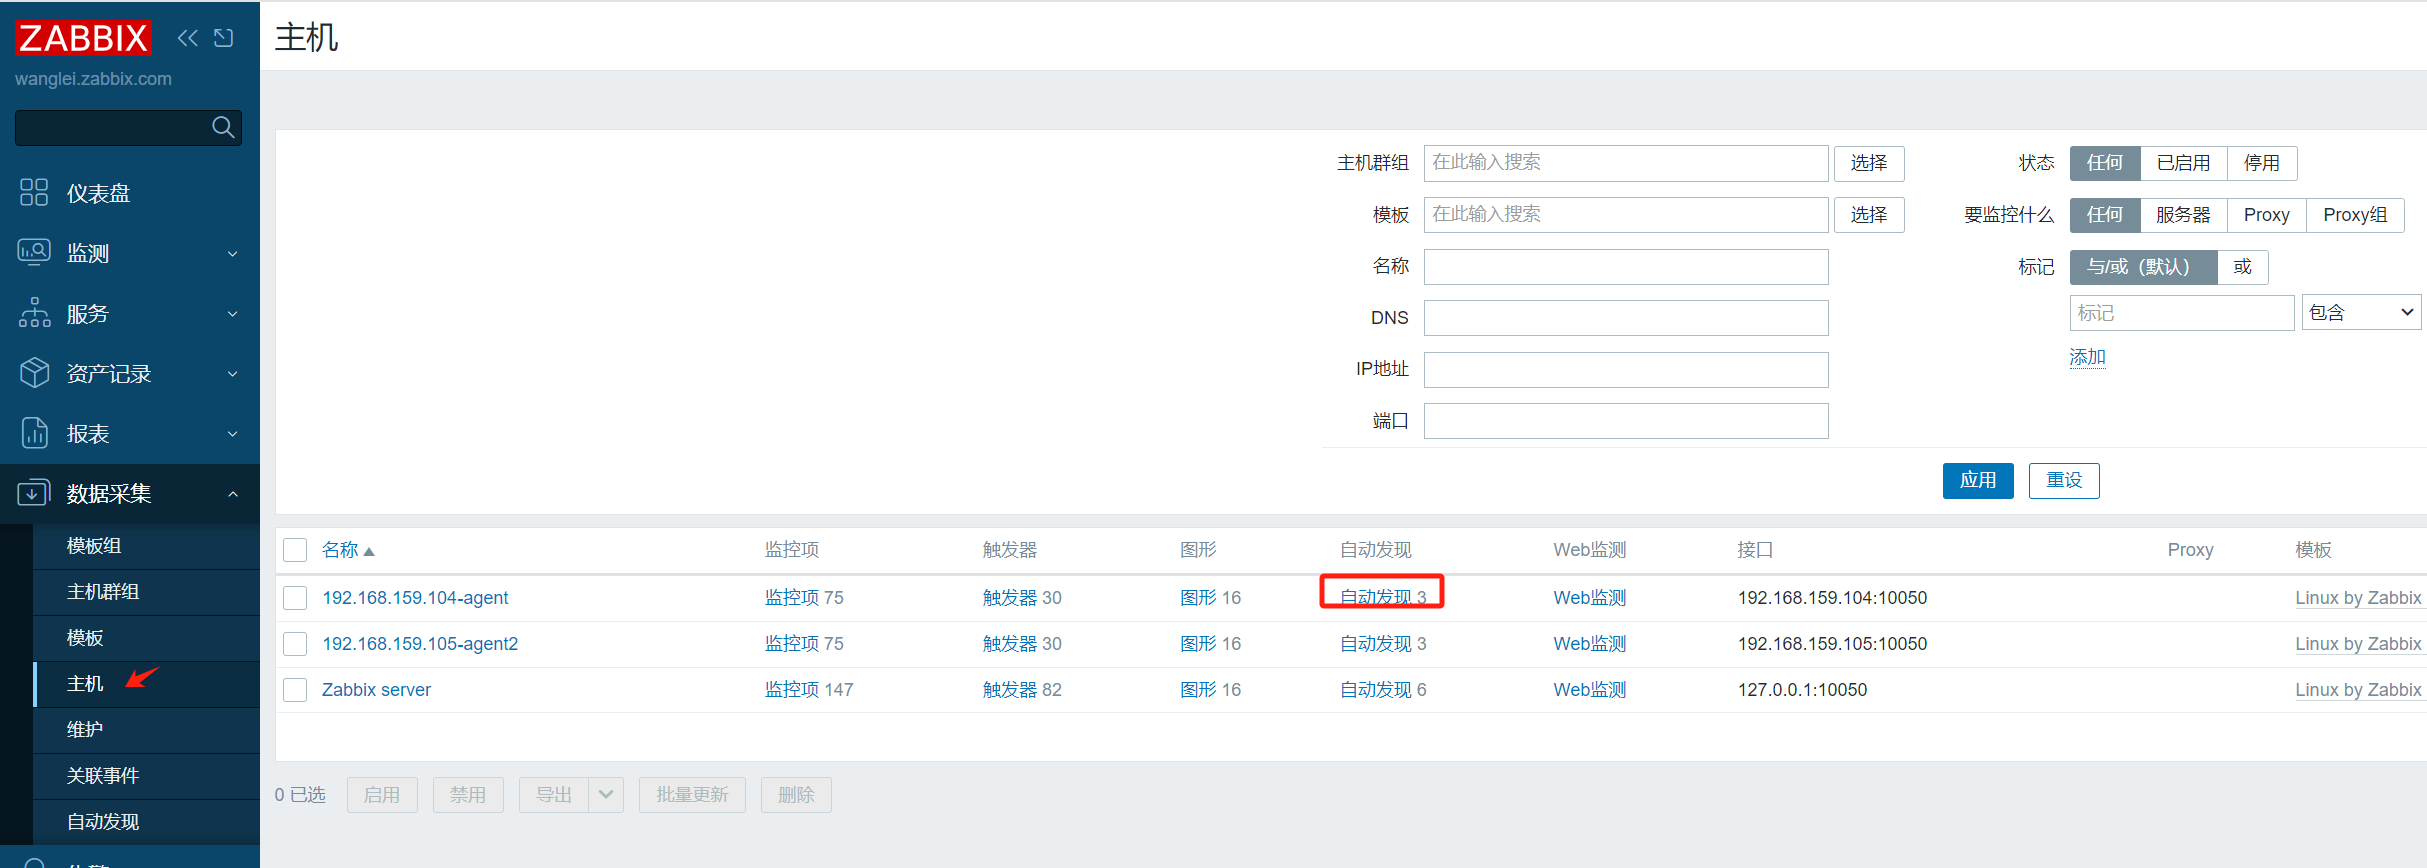 ZABBIX
wanglei.zabbix.com
仪表盘
监测
服务
资产记录
报表
数据采集
模板组
主机群组
模板
主机
维护
关联事件
自动发现
主机
主机群组 在此输入搜索 选择
模板 在此输入搜索 选择
名称
DNS
IP地址
端口
状态 任何 已启用 停用
要监控什么 任何 服务器 Proxy Proxy组
标记 与/或（默认） 或
标记 包含
添加
应用 重设
名称 监控项 触发器 图形 自动发现 Web监测 接口 Proxy 模板
192.168.159.104-agent 监控项 75 触发器 30 图形 16 自动发现 3 Web监测 192.168.159.104:10050 Linux by Zabbix
192.168.159.105-agent2 监控项 75 触发器 30 图形 16 自动发现 3 Web监测 192.168.159.105:10050 Linux by Zabbix
Zabbix server 监控项 147 触发器 82 图形 16 自动发现 6 Web监测 127.0.0.1:10050 Linux by Zabbix
0 已选 启用 禁用 导出 批量更新 删除